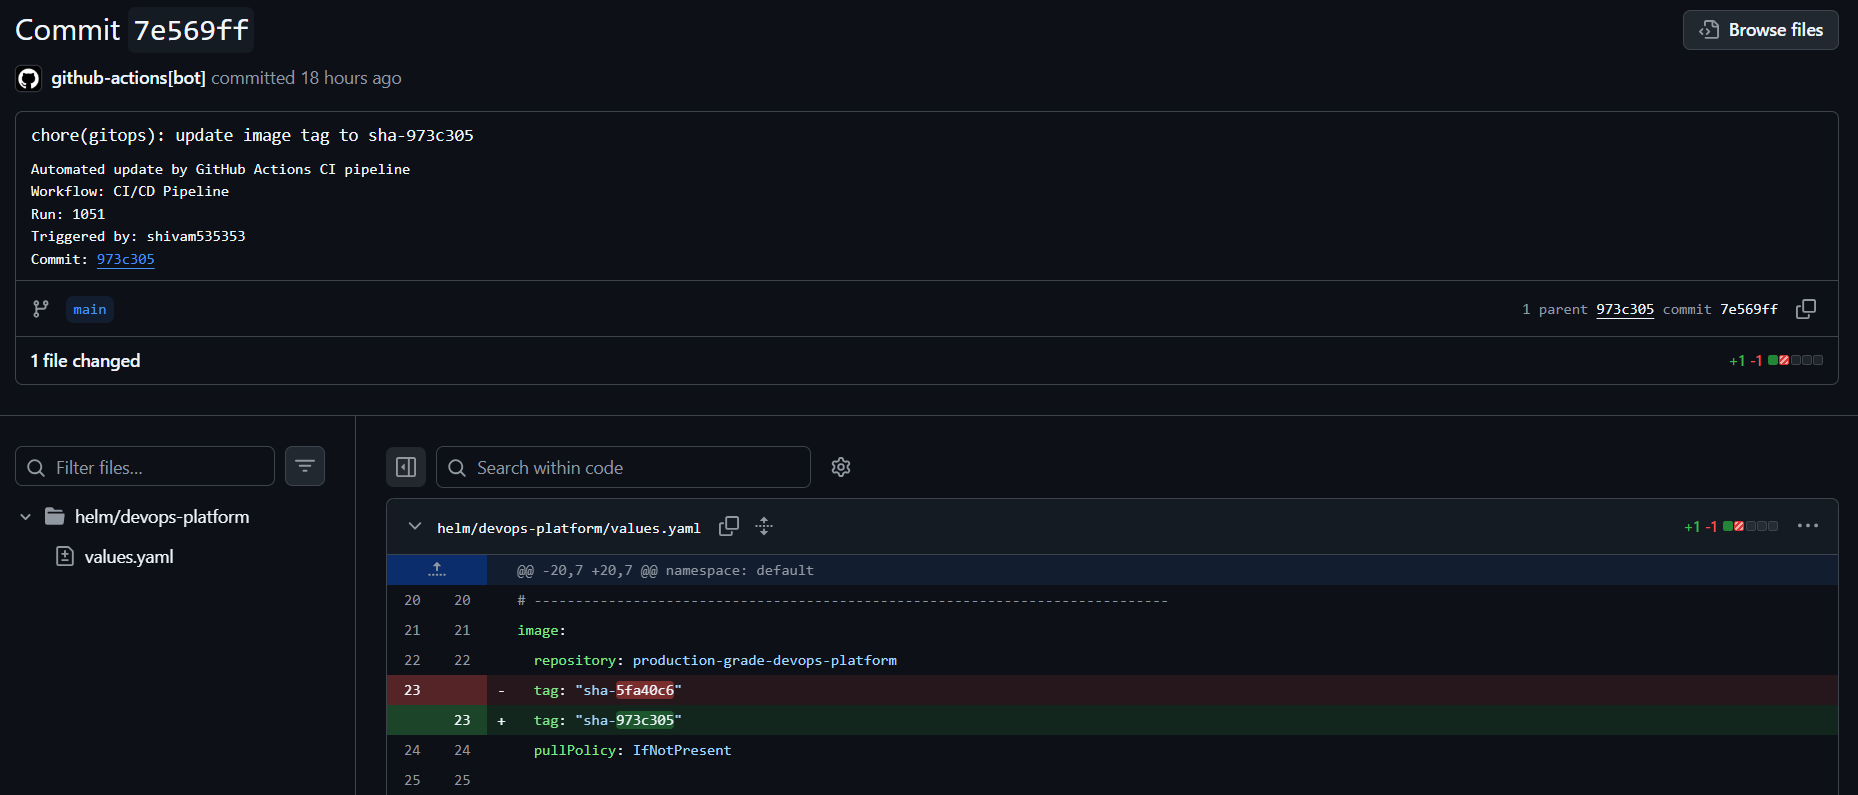 Commit 7e569ff
Browse files
github-actions[bot] committed 18 hours ago
chore(gitops): update image tag to sha-973c305
Automated update by GitHub Actions CI pipeline
Workflow: CI/CD Pipeline
Run: 1051
Triggered by: shivam535353
Commit: 973c305
main
1 parent 973c305 commit 7e569ff
1 file changed
+1 -1
Filter files...
Search within code
helm/devops-platform
values.yaml
helm/devops-platform/values.yaml
+1 -1
@@ -20,7 +20,7 @@ namespace: default
20 20 # -----------------------------------------------------------------------------
21 21 image:
22 22 repository: production-grade-devops-platform
23 - tag: "sha-5fa40c6"
23 + tag: "sha-973c305"
24 24 pullPolicy: IfNotPresent
25 25